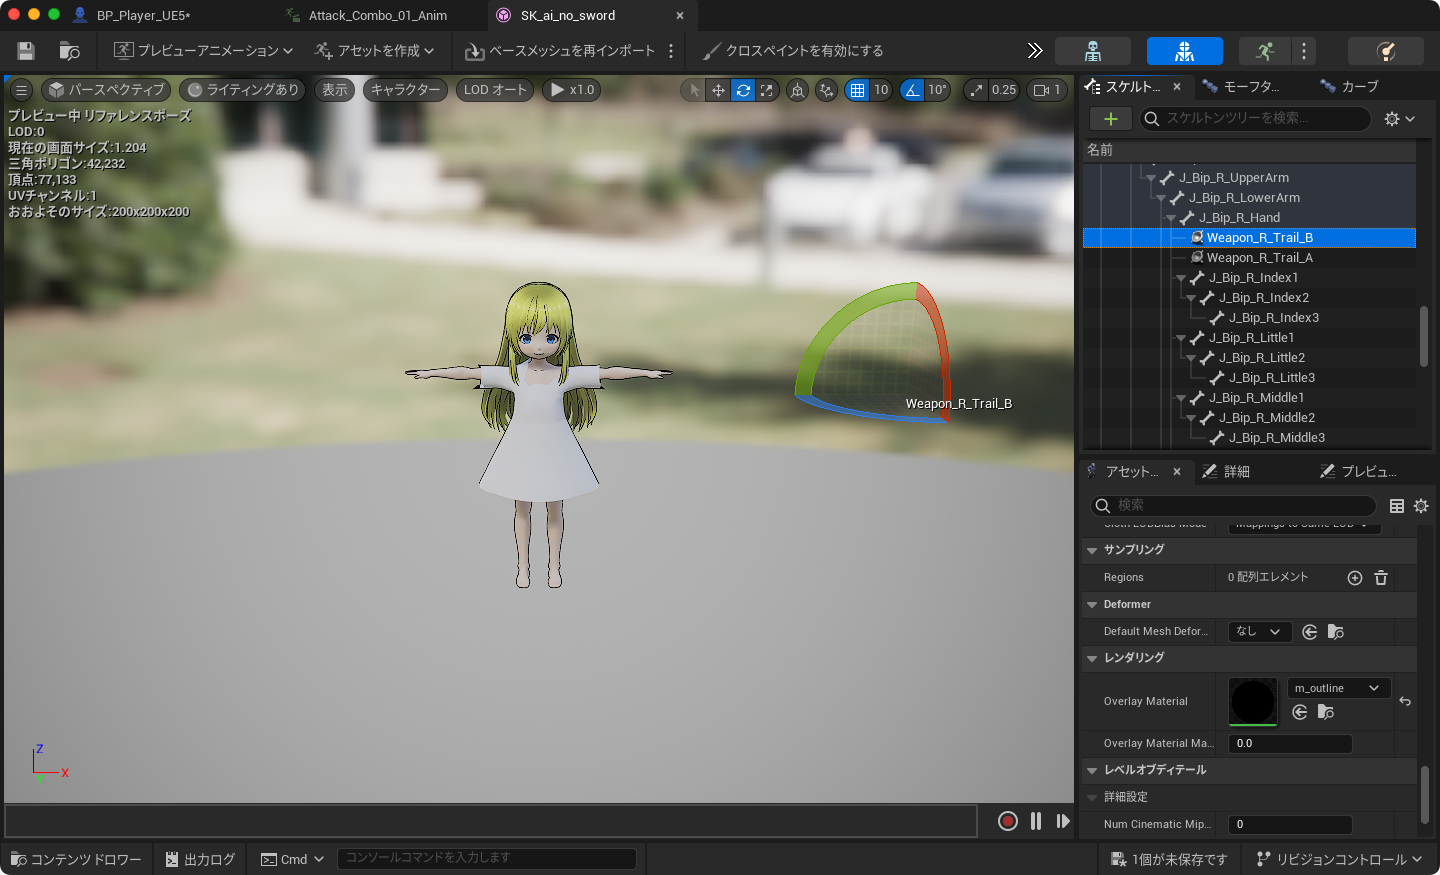 BP_Player_UE5*
Attack_Combo_01_Anim
SK_ai_no_sword
プレビューアニメーション
アセットを作成
ベースメッシュを再インポート
クロスペイントを有効にする
パースペクティブ
ライティングあり
表示
キャラクター
LOD オート
x1.0
10
10°
0.25
1
プレビュー中 リファレンスポーズ
LOD:0
現在の画面サイズ:1.204
三角ポリゴン:42,232
頂点:77,133
UVチャンネル:1
おおよそのサイズ:200x200x200
Weapon_R_Trail_B
Z
X
Y
スケルト...
モーフタ...
カーブ
スケルトンツリーを検索...
名前
J_Bip_R_UpperArm
J_Bip_R_LowerArm
J_Bip_R_Hand
Weapon_R_Trail_B
Weapon_R_Trail_A
J_Bip_R_Index1
J_Bip_R_Index2
J_Bip_R_Index3
J_Bip_R_Little1
J_Bip_R_Little2
J_Bip_R_Little3
J_Bip_R_Middle1
J_Bip_R_Middle2
J_Bip_R_Middle3
アセット...
詳細
プレビュ...
検索
サンプリング
Regions
0 配列エレメント
Deformer
Default Mesh Defor...
なし
レンダリング
Overlay Material
m_outline
Overlay Material Ma...
0.0
レベルオブディテール
詳細設定
Num Cinematic Mip...
0
コンテンツドロワー
出力ログ
Cmd
コンソールコマンドを入力します
1個が未保存です
リビジョンコントロール